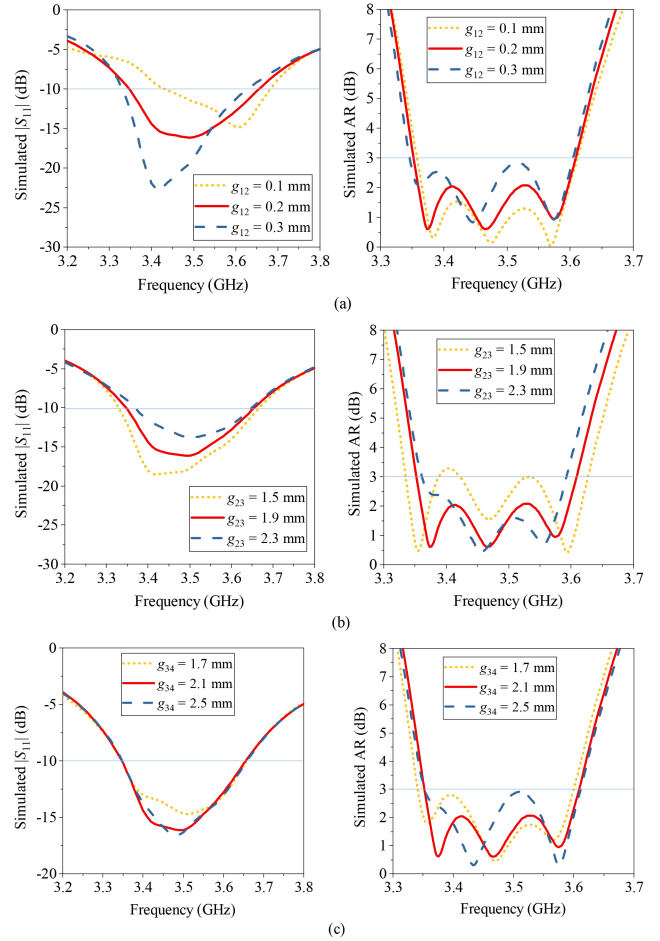 0
-5
-10
-15
-20
-25
-30
Simulated |S11| (dB)
g12 = 0.1 mm
g12 = 0.2 mm
g12 = 0.3 mm
3.2 3.3 3.4 3.5 3.6 3.7 3.8
Frequency (GHz)
8
7
6
5
4
3
2
1
0
Simulated AR (dB)
g12 = 0.1 mm
g12 = 0.2 mm
g12 = 0.3 mm
3.3 3.4 3.5 3.6 3.7
Frequency (GHz)
(a)
0
-5
-10
-15
-20
-25
-30
Simulated |S11| (dB)
g23 = 1.5 mm
g23 = 1.9 mm
g23 = 2.3 mm
3.2 3.3 3.4 3.5 3.6 3.7 3.8
Frequency (GHz)
8
7
6
5
4
3
2
1
0
Simulated AR (dB)
g23 = 1.5 mm
g23 = 1.9 mm
g23 = 2.3 mm
3.3 3.4 3.5 3.6 3.7
Frequency (GHz)
(b)
0
-5
-10
-15
-20
Simulated |S11| (dB)
g34 = 1.7 mm
g34 = 2.1 mm
g34 = 2.5 mm
3.2 3.3 3.4 3.5 3.6 3.7 3.8
Frequency (GHz)
8
7
6
5
4
3
2
1
0
Simulated AR (dB)
g34 = 1.7 mm
g34 = 2.1 mm
g34 = 2.5 mm
3.3 3.4 3.5 3.6 3.7
Frequency (GHz)
(c)